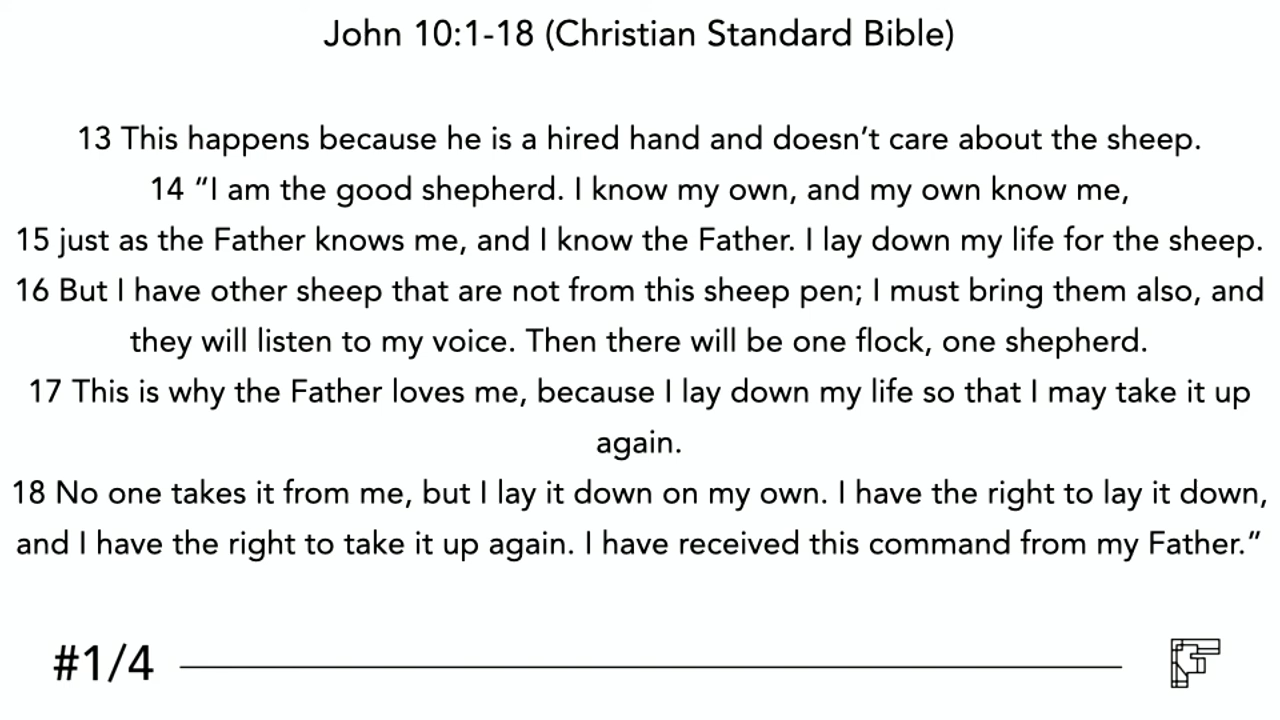 John 10:1-18 (Christian Standard Bible)
13 This happens because he is a hired hand and doesn’t care about the sheep.
14 “I am the good shepherd. I know my own, and my own know me,
15 just as the Father knows me, and I know the Father. I lay down my life for the sheep.
16 But I have other sheep that are not from this sheep pen; I must bring them also, and
they will listen to my voice. Then there will be one flock, one shepherd.
17 This is why the Father loves me, because I lay down my life so that I may take it up
again.
18 No one takes it from me, but I lay it down on my own. I have the right to lay it down,
and I have the right to take it up again. I have received this command from my Father.”
#1/4